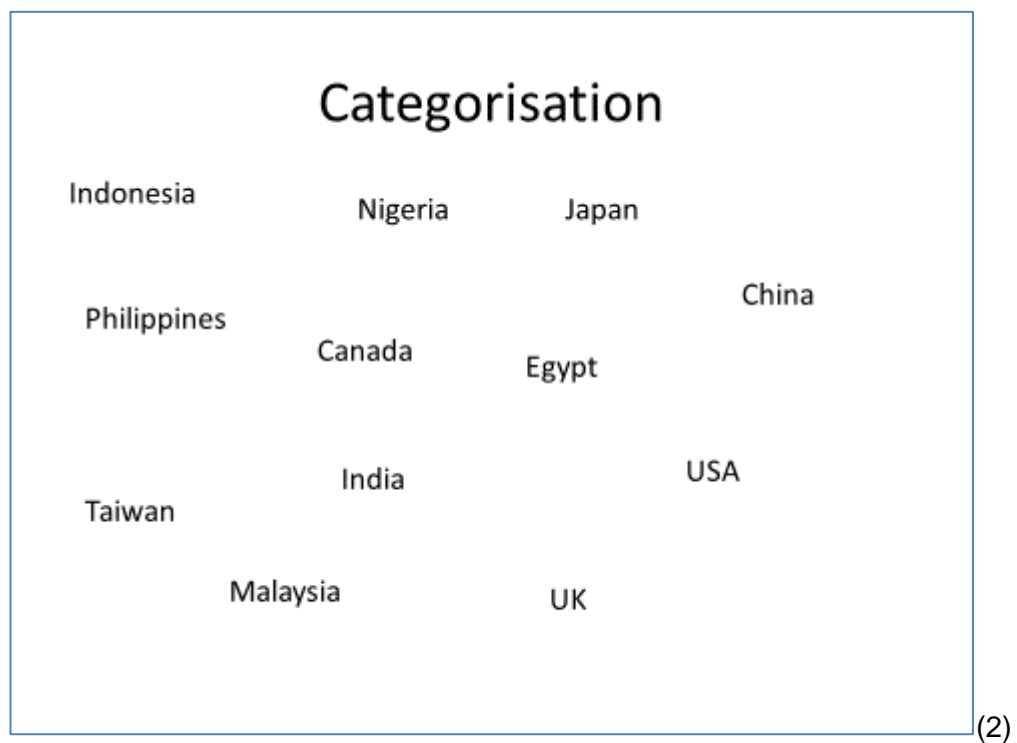 Categorisation
Indonesia
Nigeria
Japan
China
Philippines
Canada
Egypt
India
USA
Taiwan
Malaysia
UK
(2)